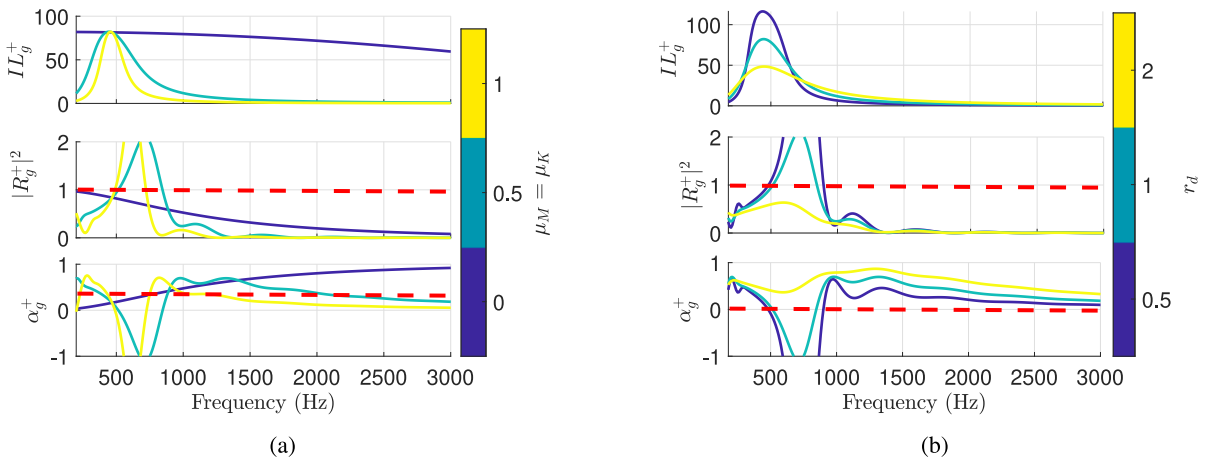 100
50
0
IL_g^+
2
1
0
|R_g^+|^2
1
0
-1
α_g^+
500 1000 1500 2000 2500 3000
Frequency (Hz)
1
0.5
0
μ_M = μ_K
(a)
100
50
0
IL_g^+
2
1
0
|R_g^+|^2
1
0
-1
α_g^+
500 1000 1500 2000 2500 3000
Frequency (Hz)
2
1
0.5
r_d
(b)